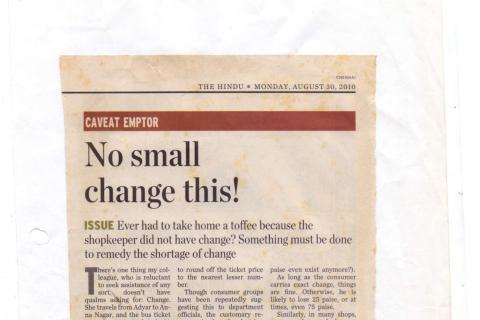 CHENNAI
THE HINDU • MONDAY, AUGUST 30, 2010
CAVEAT EMPTOR
No small
change this!
ISSUE Ever had to take home a toffee because the
shopkeeper did not have change? Something must be done
to remedy the shortage of change
There's one thing my col-
league, who is reluctant
to seek assistance of any
sort, doesn't have
qualms asking for: Change.
She travels from Adyar to An-
na Nagar, and the bus ticket
to round off the ticket price
to the nearest lesser num-
ber.
Though consumer groups
have been repeatedly sug-
gesting this to department
officials, the customary re-
paise even exist anymore?).
As long as the consumer
carries exact change, things
are fine. Otherwise, he is
likely to lose 25 paise, or at
times, even 75 paise.
Similarly, in many shops,